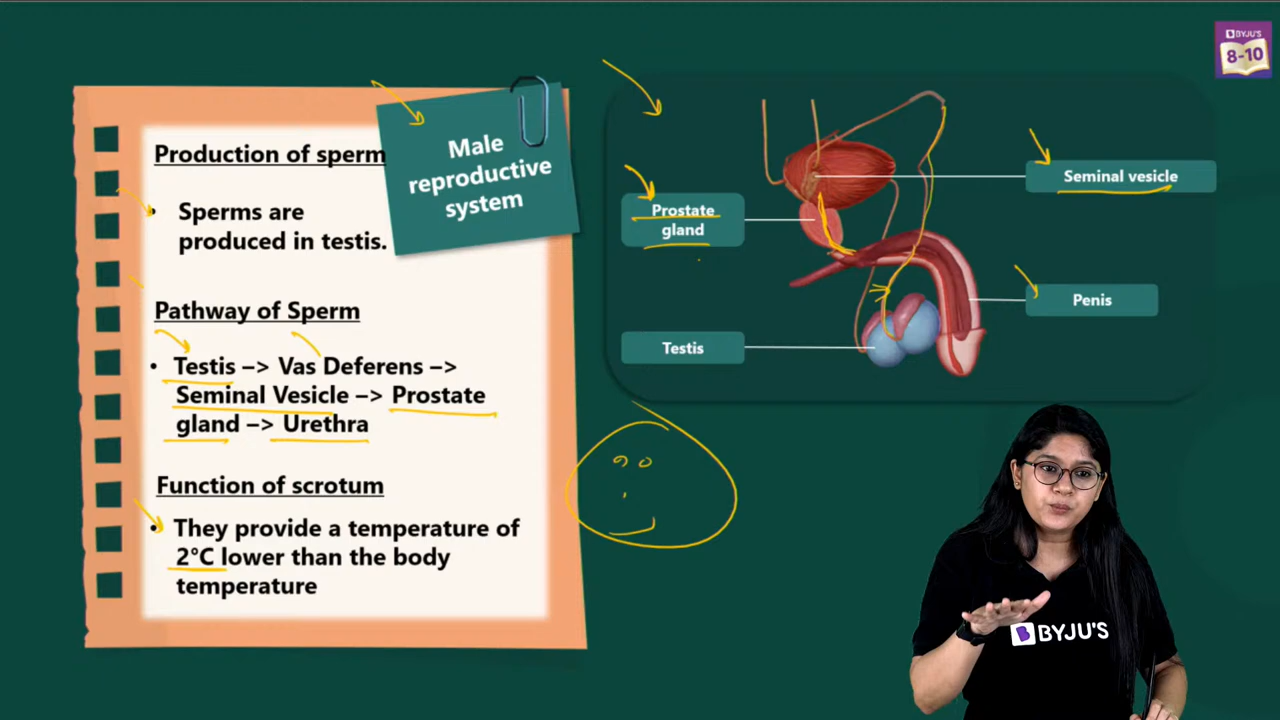 BYJU'S
8-10
Male
reproductive
system
Production of sperm
• Sperms are
produced in testis.
Pathway of Sperm
• Testis –> Vas Deferens –>
Seminal Vesicle –> Prostate
gland –> Urethra
Function of scrotum
• They provide a temperature of
2°C lower than the body
temperature
Seminal vesicle
Prostate
gland
Penis
Testis
BYJU'S